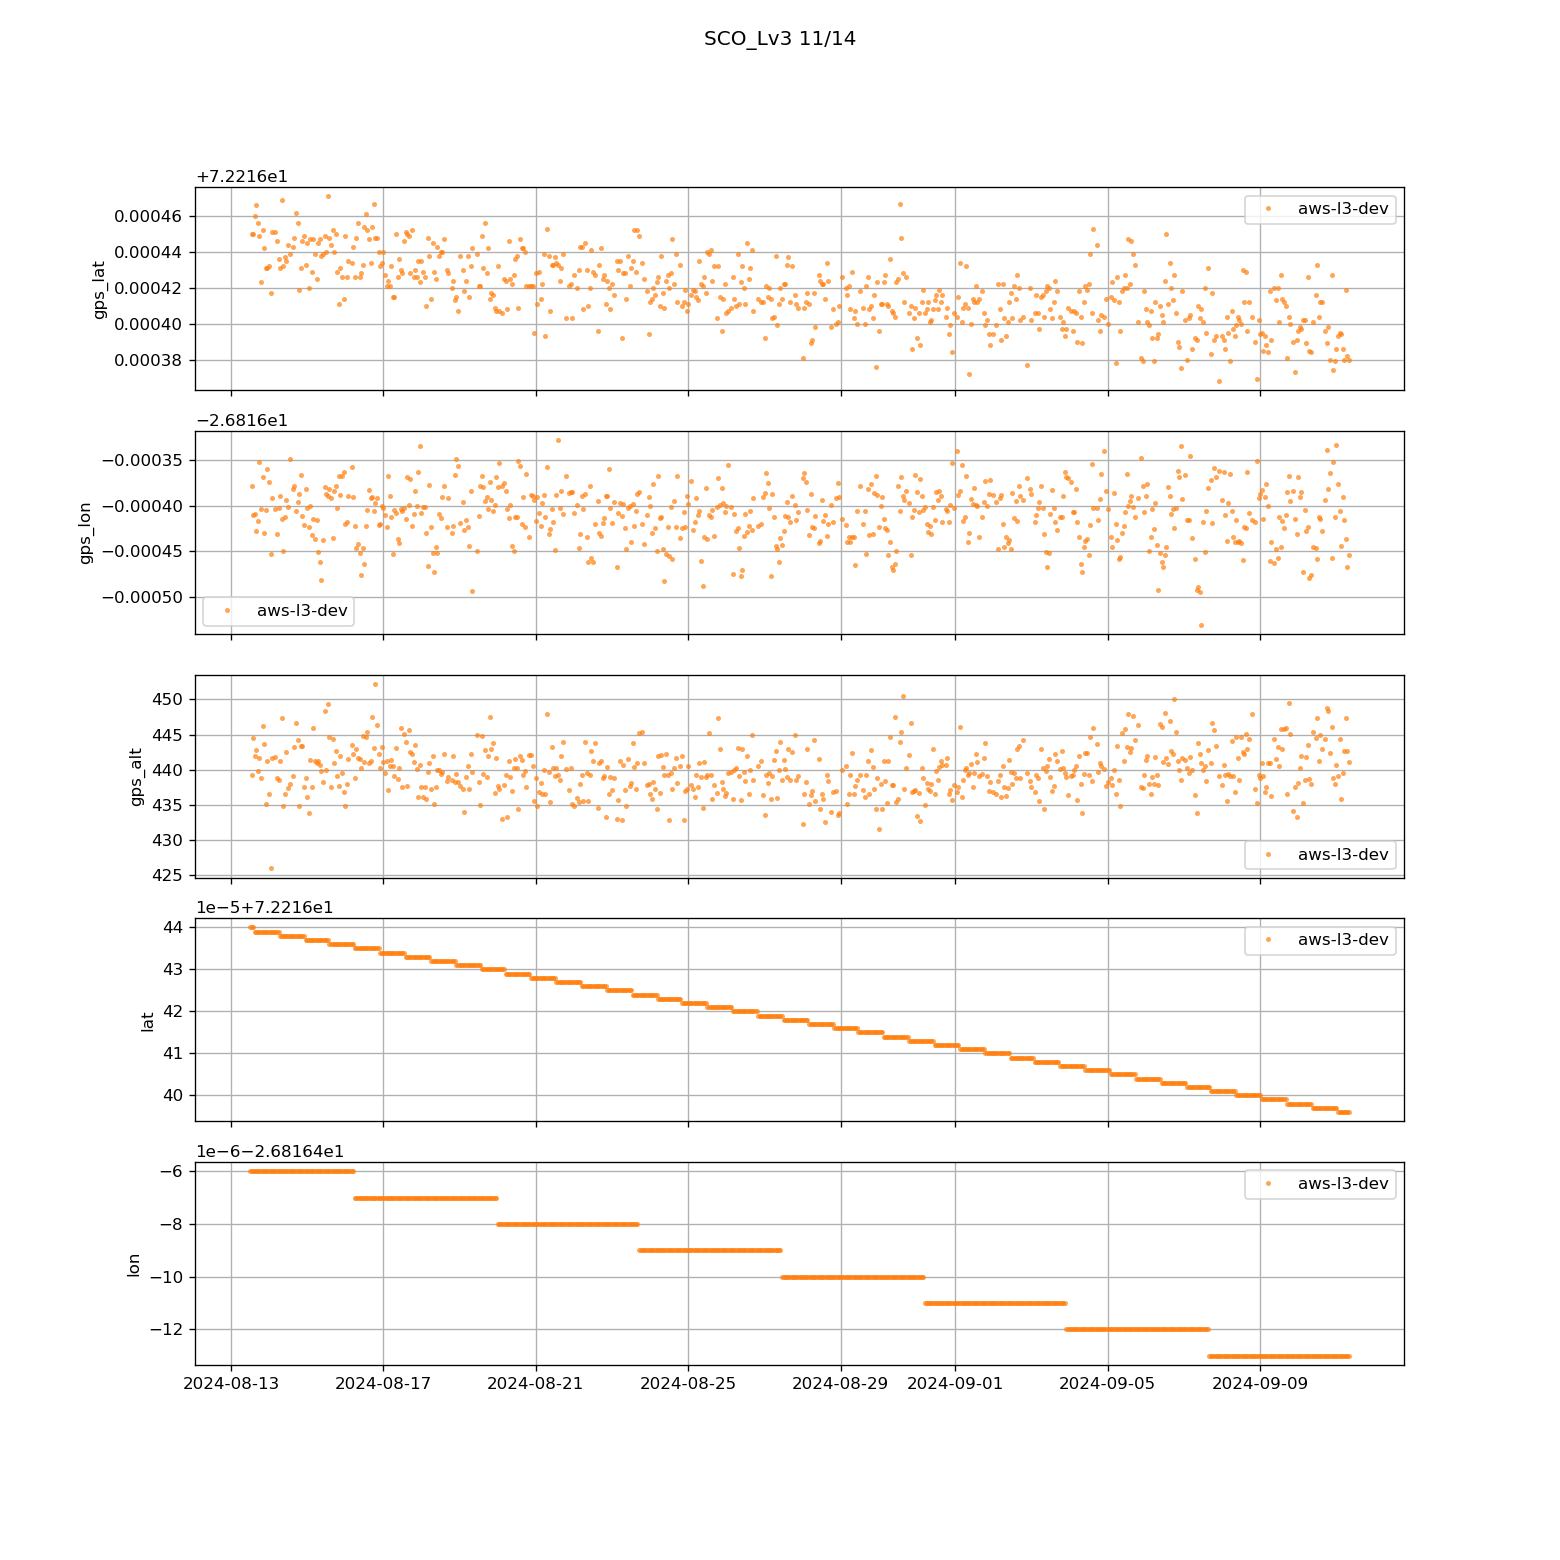 SCO_Lv3 11/14
+7.2216e1
0.00046
0.00044
0.00042
0.00040
0.00038
gps_lat
aws-l3-dev
−2.6816e1
−0.00035
−0.00040
−0.00045
−0.00050
gps_lon
aws-l3-dev
450
445
440
435
430
425
gps_alt
aws-l3-dev
1e−5+7.2216e1
44
43
42
41
40
lat
aws-l3-dev
1e−6−2.68164e1
−6
−8
−10
−12
lon
aws-l3-dev
2024-08-13 2024-08-17 2024-08-21 2024-08-25 2024-08-29 2024-09-01 2024-09-05 2024-09-09